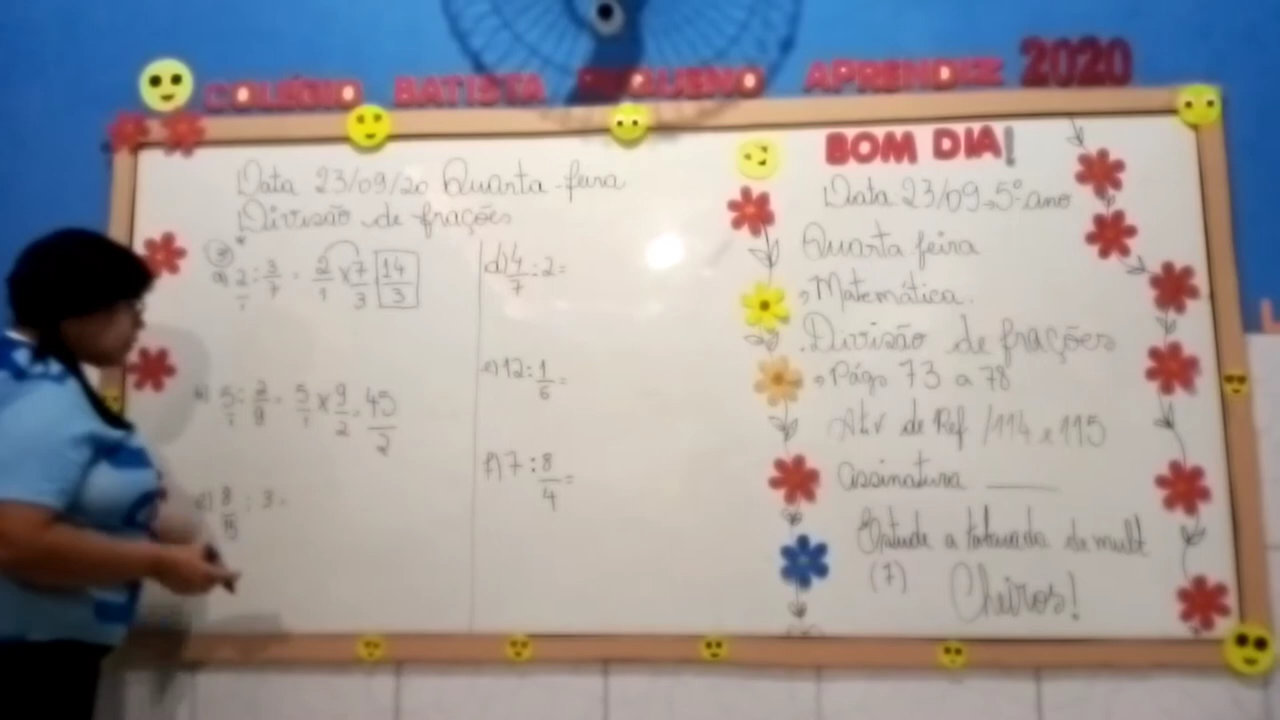 COLÉGIO BATISTA PEQUENO APRENDIZ 2020
Data 23/09/20 Quarta-feira
Divisão de frações
a) 2/1 : 3/7 = 2/1 x 7/3 14/3
b) 5/1 : 2/9 = 5/1 x 9/2 = 45/2
c) 8/15 : 3 =
d) 4/7 : 2 =
e) 12 : 1/6 =
f) 7 : 8/4 =
BOM DIA!
Data 23/09 5º ano
Quarta feira
Matemática.
Divisão de frações
Págs 73 a 78
Atv de Ref /114 e 115
assinatura ____
Estude a tabuada de mult
(7) Cheiros!